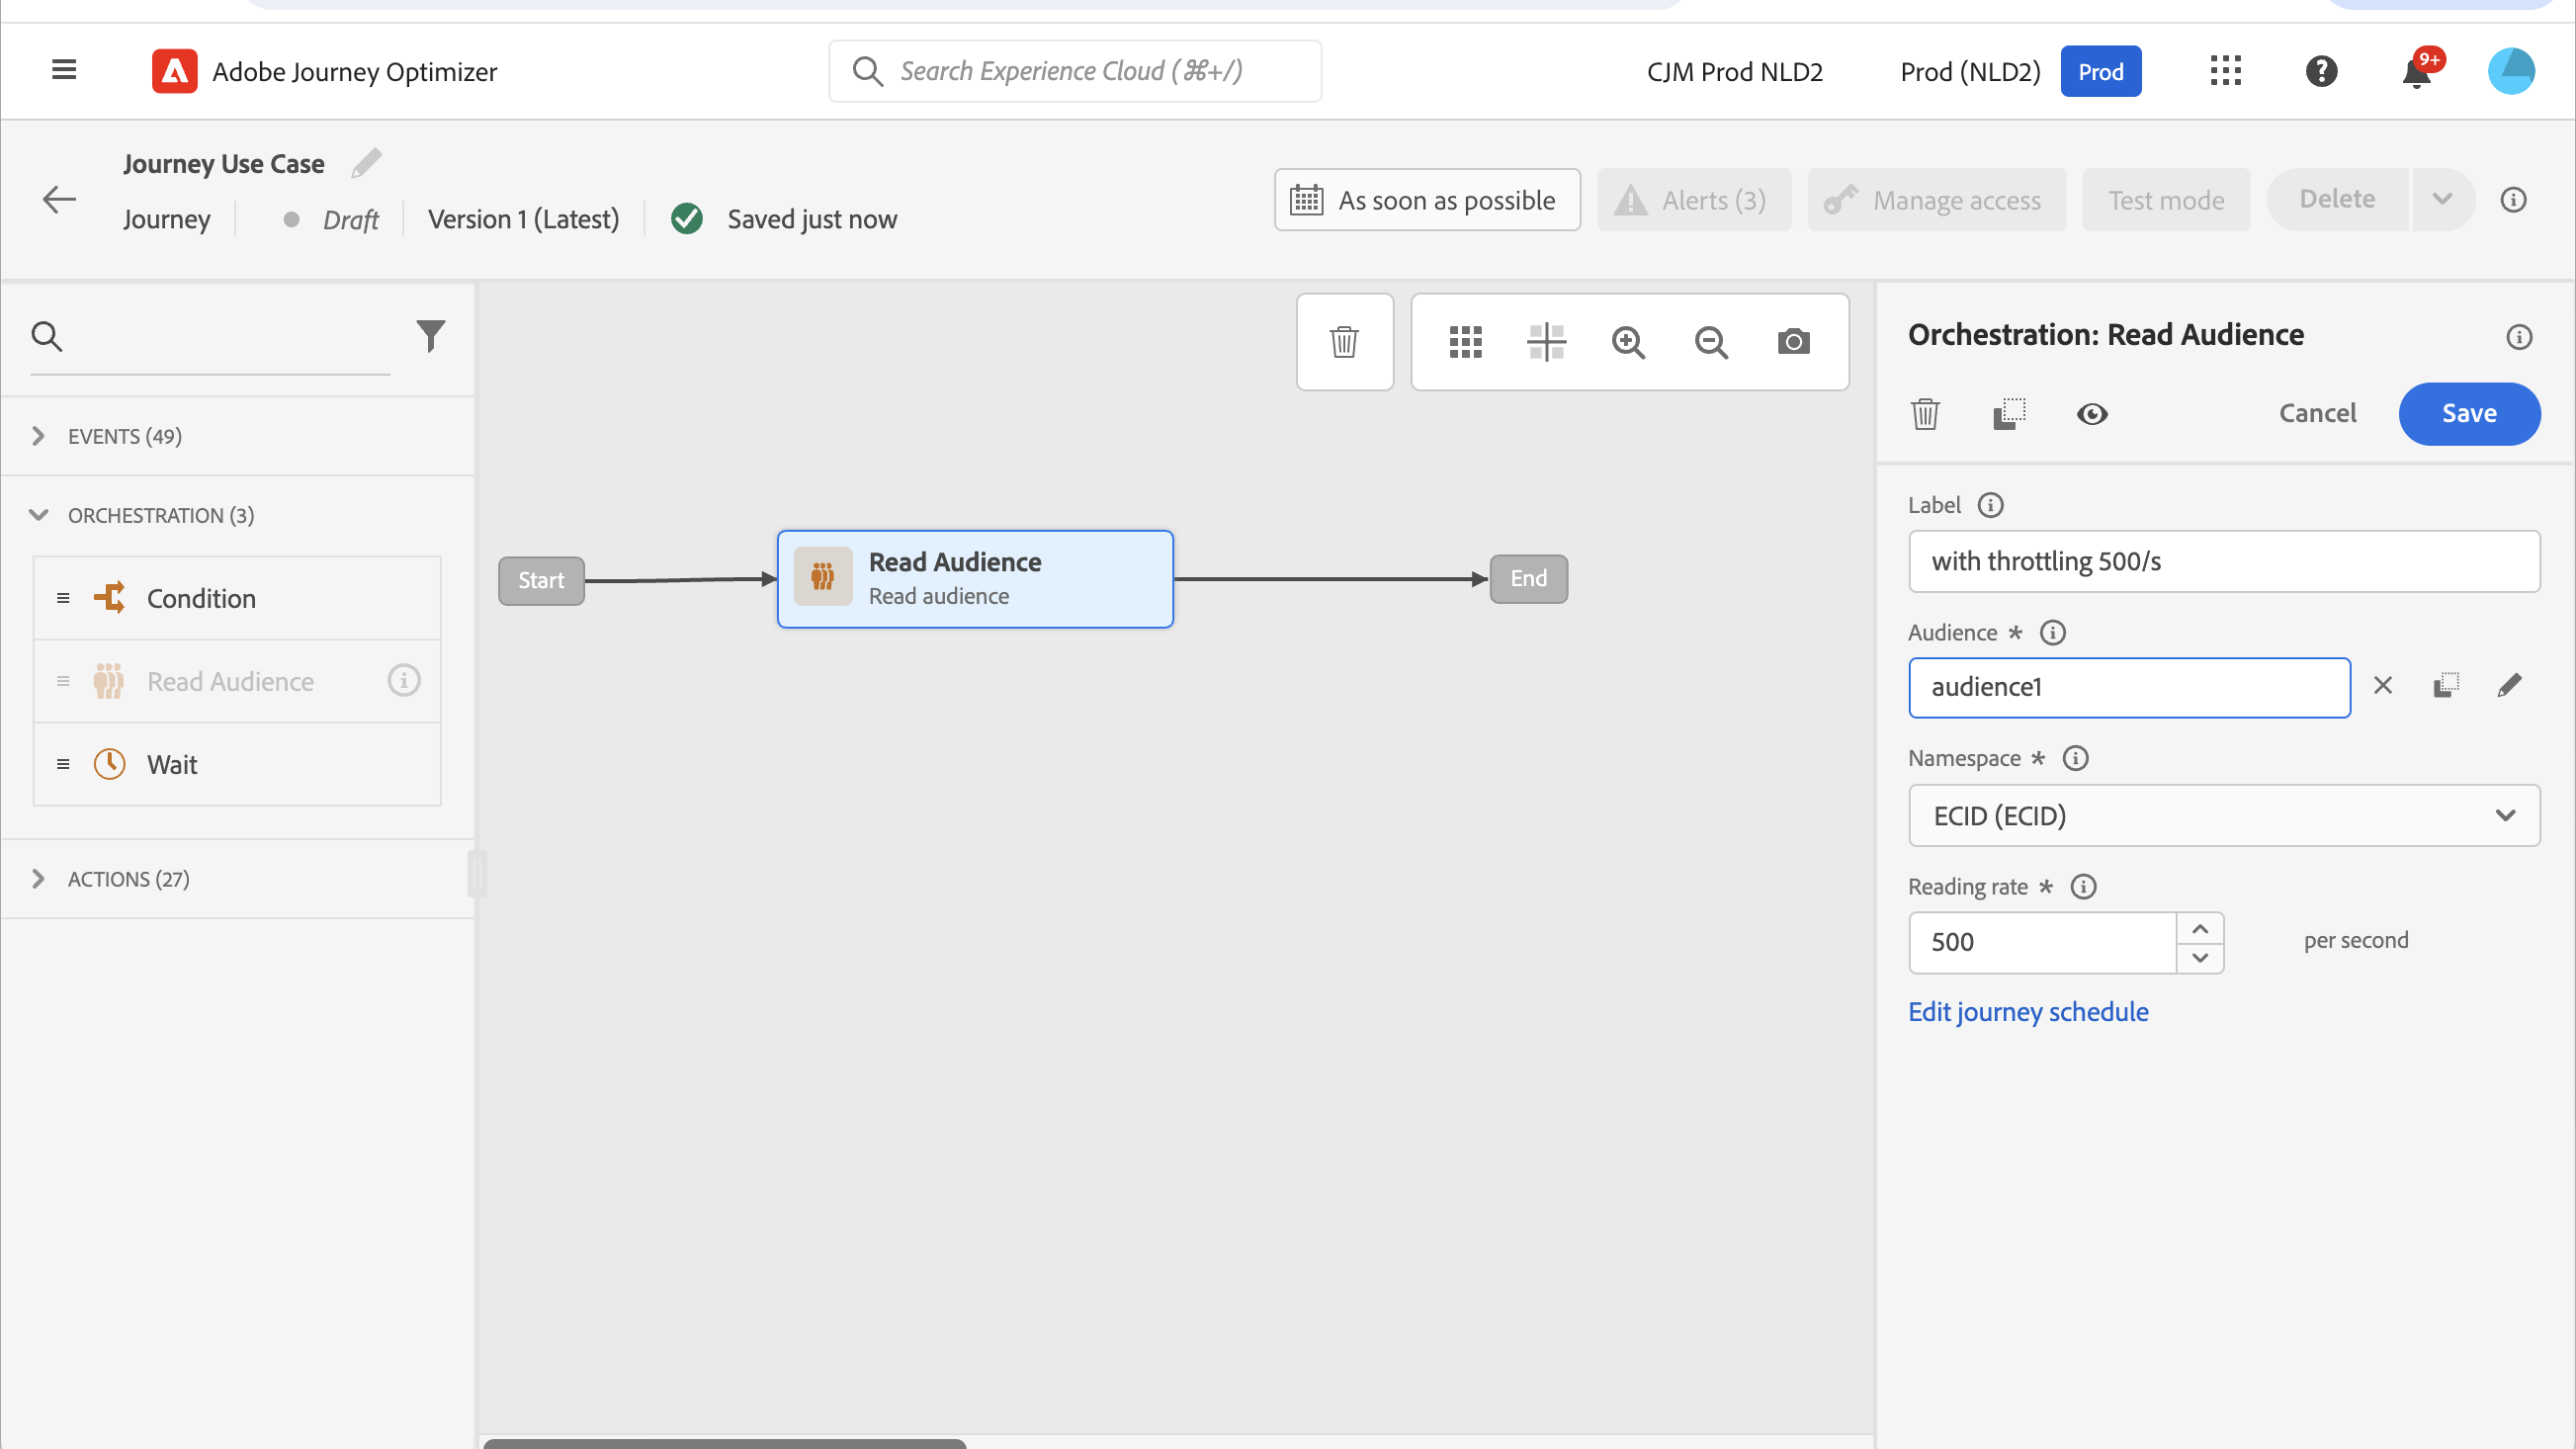 Adobe Journey Optimizer
Search Experience Cloud (⌘+/)
CJM Prod NLD2
Prod (NLD2)
Prod
9+
Journey Use Case
Journey
Draft
Version 1 (Latest)
Saved just now
As soon as possible
Alerts (3)
Manage access
Test mode
Delete
EVENTS (49)
ORCHESTRATION (3)
Condition
Read Audience
Wait
ACTIONS (27)
Start
Read Audience
Read audience
End
Orchestration: Read Audience
Cancel
Save
Label
with throttling 500/s
Audience *
audience1
Namespace *
ECID (ECID)
Reading rate *
500
per second
Edit journey schedule